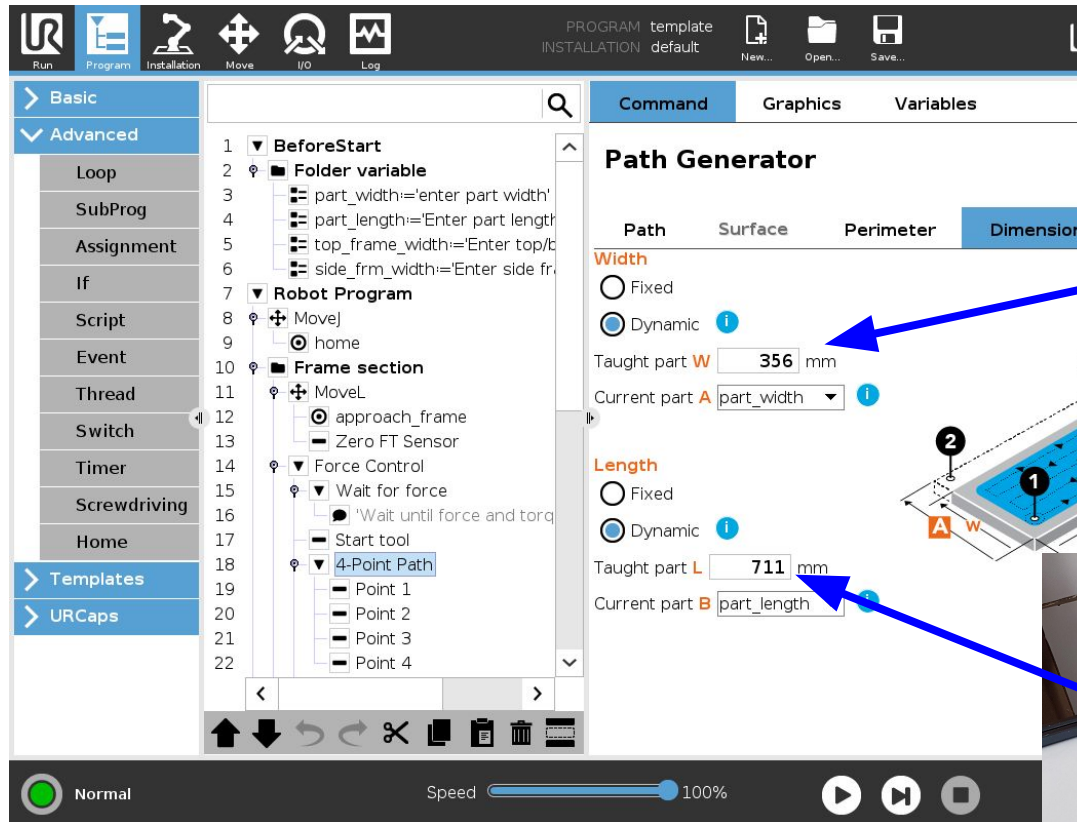 PROGRAM template
INSTALLATION default
UR
Run
Program
Installation
Move
I/O
Log
New...
Open...
Save...
Basic
Advanced
Loop
SubProg
Assignment
If
Script
Event
Thread
Switch
Timer
Screwdriving
Home
Templates
URCaps
1 BeforeStart
2 Folder variable
3 part_width≔'enter part width'
4 part_length≔'Enter part length
5 top_frame_width≔'Enter top/b
6 side_frm_width≔'Enter side fr
7 Robot Program
8 MoveJ
9 home
10 Frame section
11 MoveL
12 approach_frame
13 Zero FT Sensor
14 Force Control
15 Wait for force
16 'Wait until force and torq
17 Start tool
18 4-Point Path
19 Point 1
20 Point 2
21 Point 3
22 Point 4
Command Graphics Variables
Path Generator
Path Surface Perimeter Dimension
Width
Fixed
Dynamic i
Taught part W 356 mm
Current part A part_width i
Length
Fixed
Dynamic i
Taught part L 711 mm
Current part B part_length
2
1
A W
Normal
Speed 100%